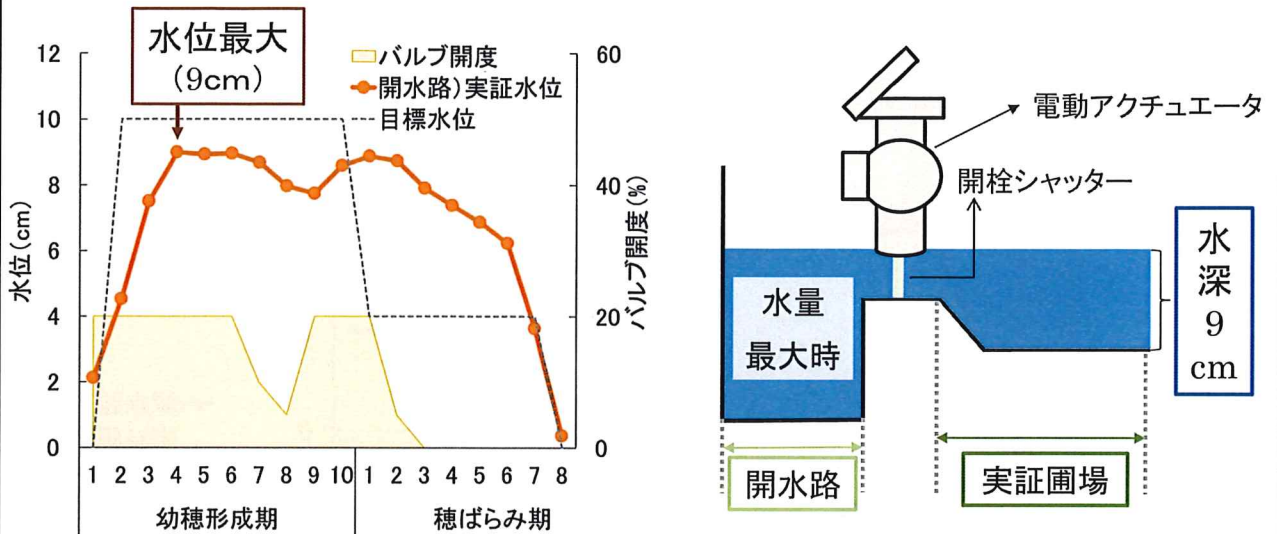 水位最大
(9cm)
バルブ開度
開水路)実証水位
目標水位
水位(cm)
12
10
8
6
4
2
0
60
40
20
0
バルブ開度(%)
1 2 3 4 5 6 7 8 9 10 1 2 3 4 5 6 7 8
幼穂形成期 穂ばらみ期
電動アクチュエータ
開栓シャッター
水量
最大時
水
深
9
cm
開水路
実証圃場